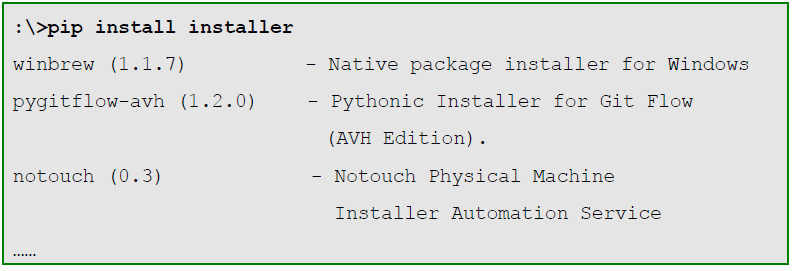 :\>pip install installer
winbrew (1.1.7) - Native package installer for Windows
pygitflow-avh (1.2.0) - Pythonic Installer for Git Flow
(AVH Edition).
notouch (0.3) - Notouch Physical Machine
Installer Automation Service
……